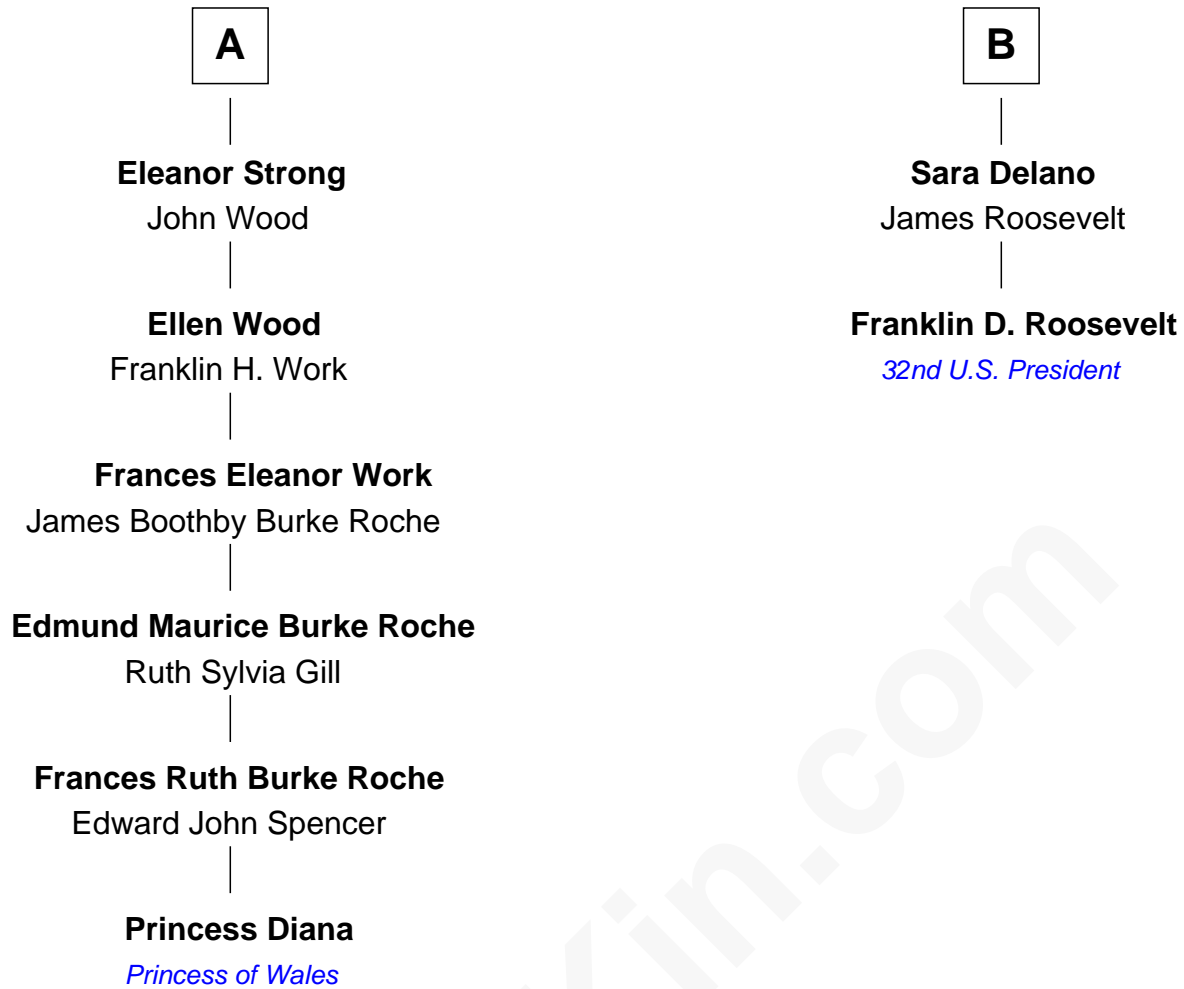 A
Eleanor Strong
John Wood
Ellen Wood
Franklin H. Work
Frances Eleanor Work
James Boothby Burke Roche
Edmund Maurice Burke Roche
Ruth Sylvia Gill
Frances Ruth Burke Roche
Edward John Spencer
Princess Diana
Princess of Wales
B
Sara Delano
James Roosevelt
Franklin D. Roosevelt
32nd U.S. President
in.com